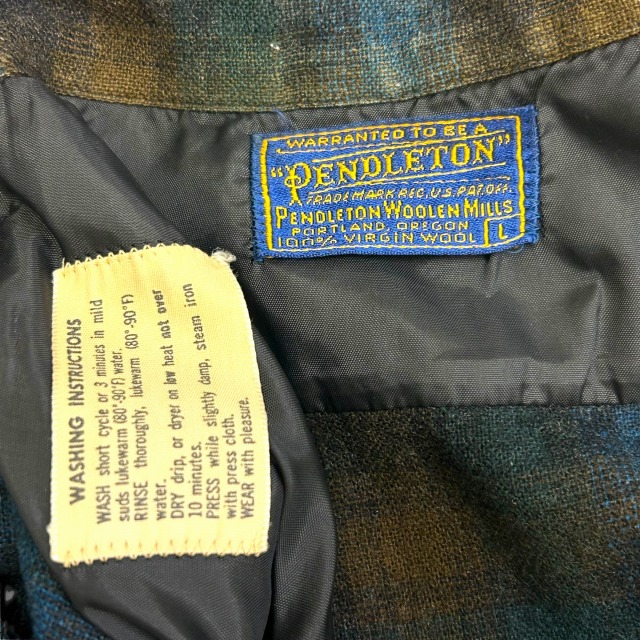 WARRANTED TO BE A
"PENDLETON"
TRADE MARK REG. U.S. PAT. OFF.
PENDLETON WOOLEN MILLS
PORTLAND, OREGON
100% VIRGIN WOOL L
WASHING INSTRUCTIONS
WASH short cycle or 3 minutes in mild
suds lukewarm (80°-90°F) water.
RINSE thoroughly, lukewarm (80°-90°F)
water.
DRY drip, or dryer on low heat not over
10 minutes.
PRESS while slightly damp, steam iron
with press cloth.
WEAR with pleasure.